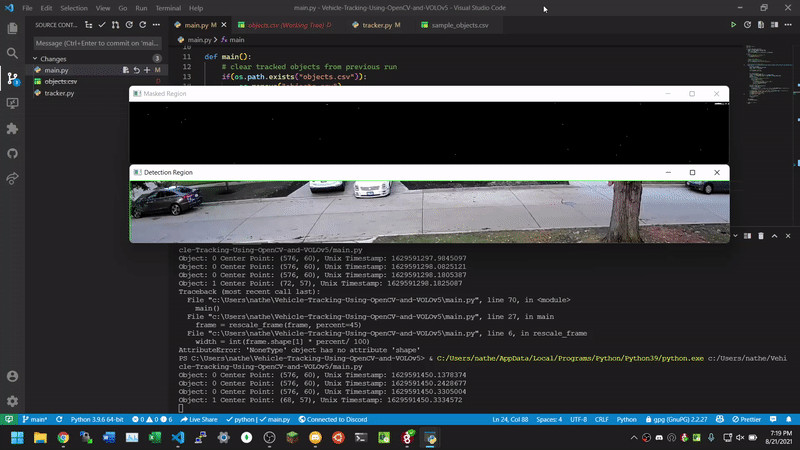 File Edit Selection View Go Run Terminal Help
main.py - Vehicle-Tracking-Using-OpenCV-and-YOLOv5 - Visual Studio Code
SOURCE CONT...
main.py M
objects.csv (Working Tree) D
tracker.py M
sample_objects.csv
main.py > main()
Message (Ctrl+Enter to commit on 'main...
Changes 3
main.py M
objects.csv D
tracker.py M
11 def main():
12 # clear tracked objects from previous run
13 if(os.path.exists("objects.csv")):
Masked Region
Detection Region
cle-Tracking-Using-OpenCV-and-YOLOv5/main.py
Object: 0 Center Point: (576, 60), Unix Timestamp: 1629591297.9845097
Object: 0 Center Point: (576, 60), Unix Timestamp: 1629591298.0825121
Object: 0 Center Point: (576, 60), Unix Timestamp: 1629591298.1805387
Object: 1 Center Point: (72, 57), Unix Timestamp: 1629591298.1825087
Traceback (most recent call last):
File "c:\Users\nathe\Vehicle-Tracking-Using-OpenCV-and-YOLOv5\main.py", line 70, in <module>
main()
File "c:\Users\nathe\Vehicle-Tracking-Using-OpenCV-and-YOLOv5\main.py", line 27, in main
frame = rescale_frame(frame, percent=45)
File "c:\Users\nathe\Vehicle-Tracking-Using-OpenCV-and-YOLOv5\main.py", line 6, in rescale_frame
width = int(frame.shape[1] * percent/ 100)
AttributeError: 'NoneType' object has no attribute 'shape'
PS C:\Users\nathe\Vehicle-Tracking-Using-OpenCV-and-YOLOv5> & C:/Users/nathe/AppData/Local/Programs/Python/Python39/python.exe c:/Users/nathe/Vehi
cle-Tracking-Using-OpenCV-and-YOLOv5/main.py
Object: 0 Center Point: (576, 60), Unix Timestamp: 1629591450.1378374
Object: 0 Center Point: (576, 60), Unix Timestamp: 1629591450.2428677
Object: 0 Center Point: (576, 60), Unix Timestamp: 1629591450.3305004
Object: 1 Center Point: (68, 57), Unix Timestamp: 1629591450.3334572
main* Python 3.9.6 64-bit 0 0 6 Live Share python | main.py Connected to Discord Ln 24, Col 88 Spaces: 4 UTF-8 CRLF Python gpg (GnuPG) 2.2.27 Prettier
7:19 PM
8/21/2021